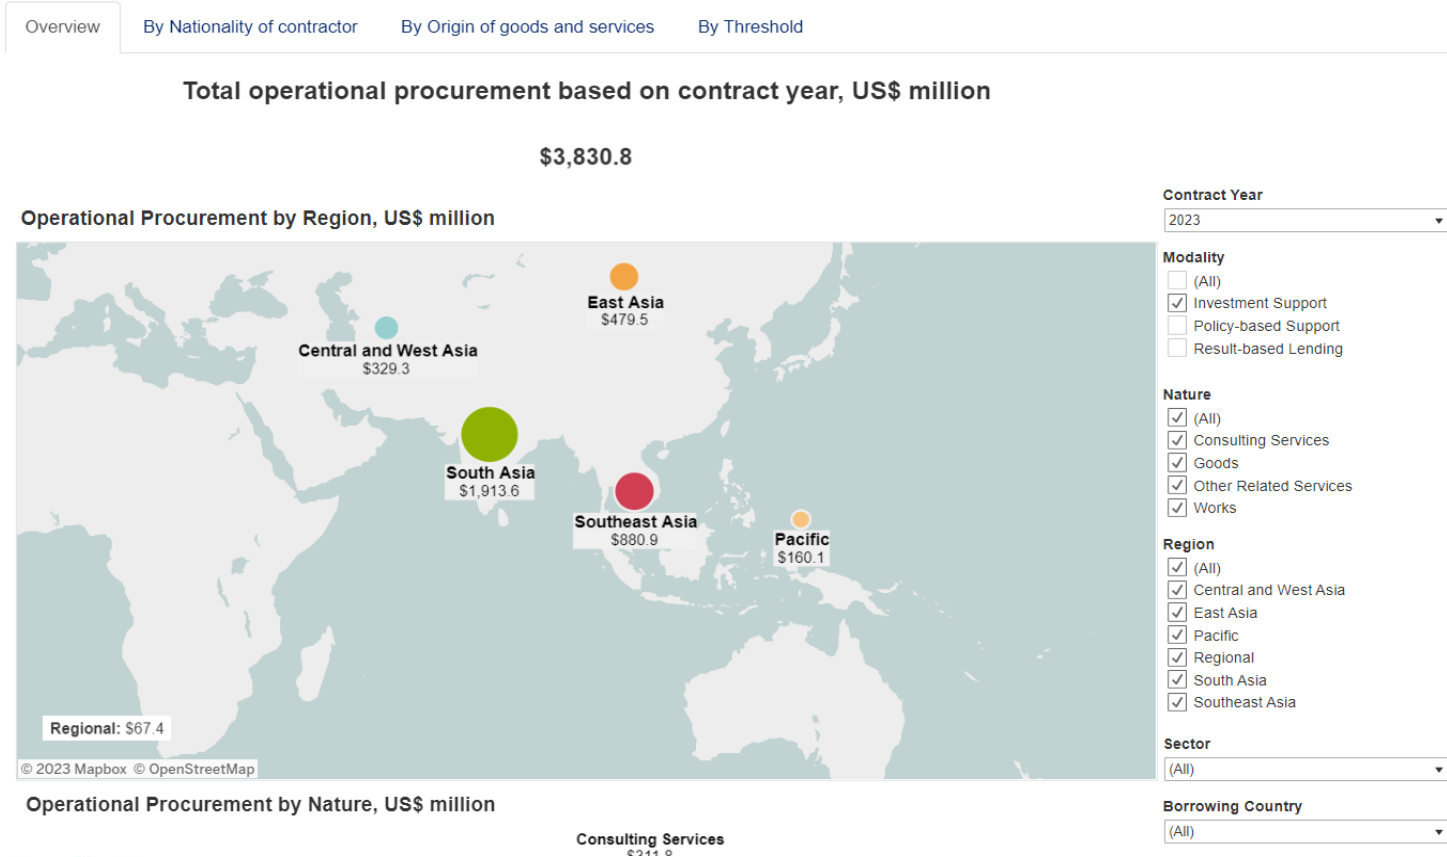 Overview
By Nationality of contractor
By Origin of goods and services
By Threshold
Total operational procurement based on contract year, US$ million
$3,830.8
Operational Procurement by Region, US$ million
East Asia
$479.5
Central and West Asia
$329.3
South Asia
$1,913.6
Southeast Asia
$880.9
Pacific
$160.1
Regional: $67.4
© 2023 Mapbox © OpenStreetMap
Contract Year
2023
Modality
(All)
Investment Support
Policy-based Support
Result-based Lending
Nature
(All)
Consulting Services
Goods
Other Related Services
Works
Region
(All)
Central and West Asia
East Asia
Pacific
Regional
South Asia
Southeast Asia
Sector
(All)
Borrowing Country
(All)
Operational Procurement by Nature, US$ million
Consulting Services
$311.8